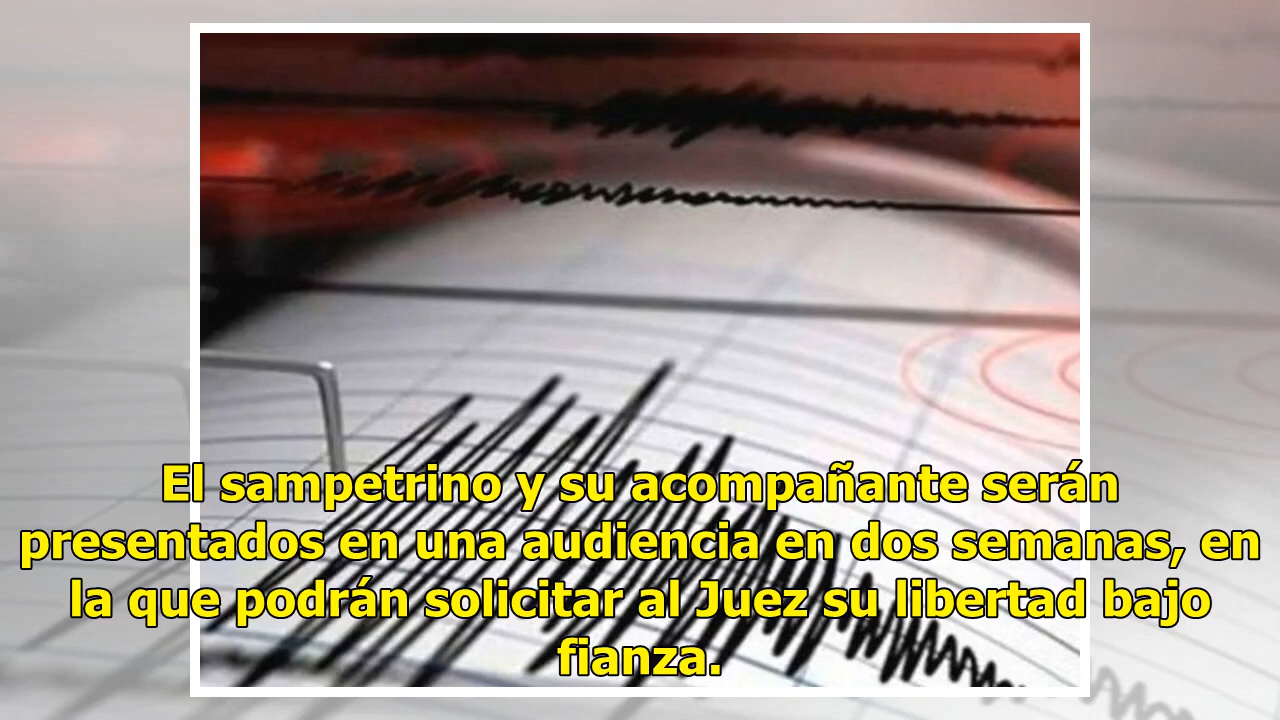 El sampetrino y su acompañante serán
presentados en una audiencia en dos semanas, en
la que podrán solicitar al Juez su libertad bajo
fianza.